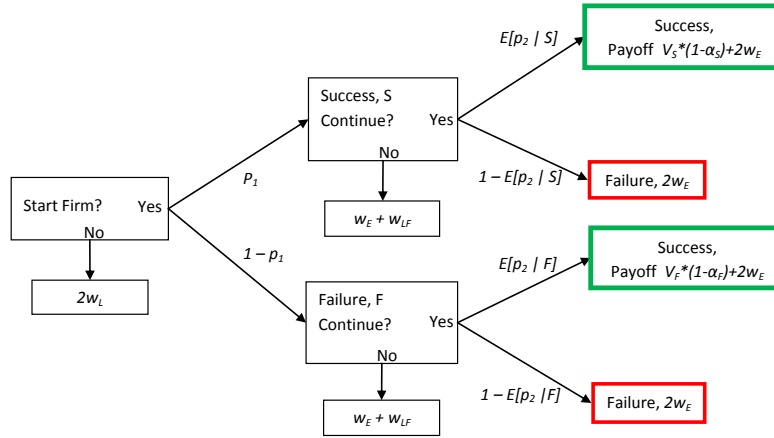 Start Firm?
Yes
No
2w_L
P_1
1 – p_1
Success, S
Continue?
Yes
No
w_E + w_LF
E[p_2 | S]
1 – E[p_2 | S]
Success,
Payoff V_S*(1-α_S)+2w_E
Failure, 2w_E
Failure, F
Continue?
Yes
No
w_E + w_LF
E[p_2 | F]
1 – E[p_2 | F]
Success,
Payoff V_F*(1-α_F)+2w_E
Failure, 2w_E